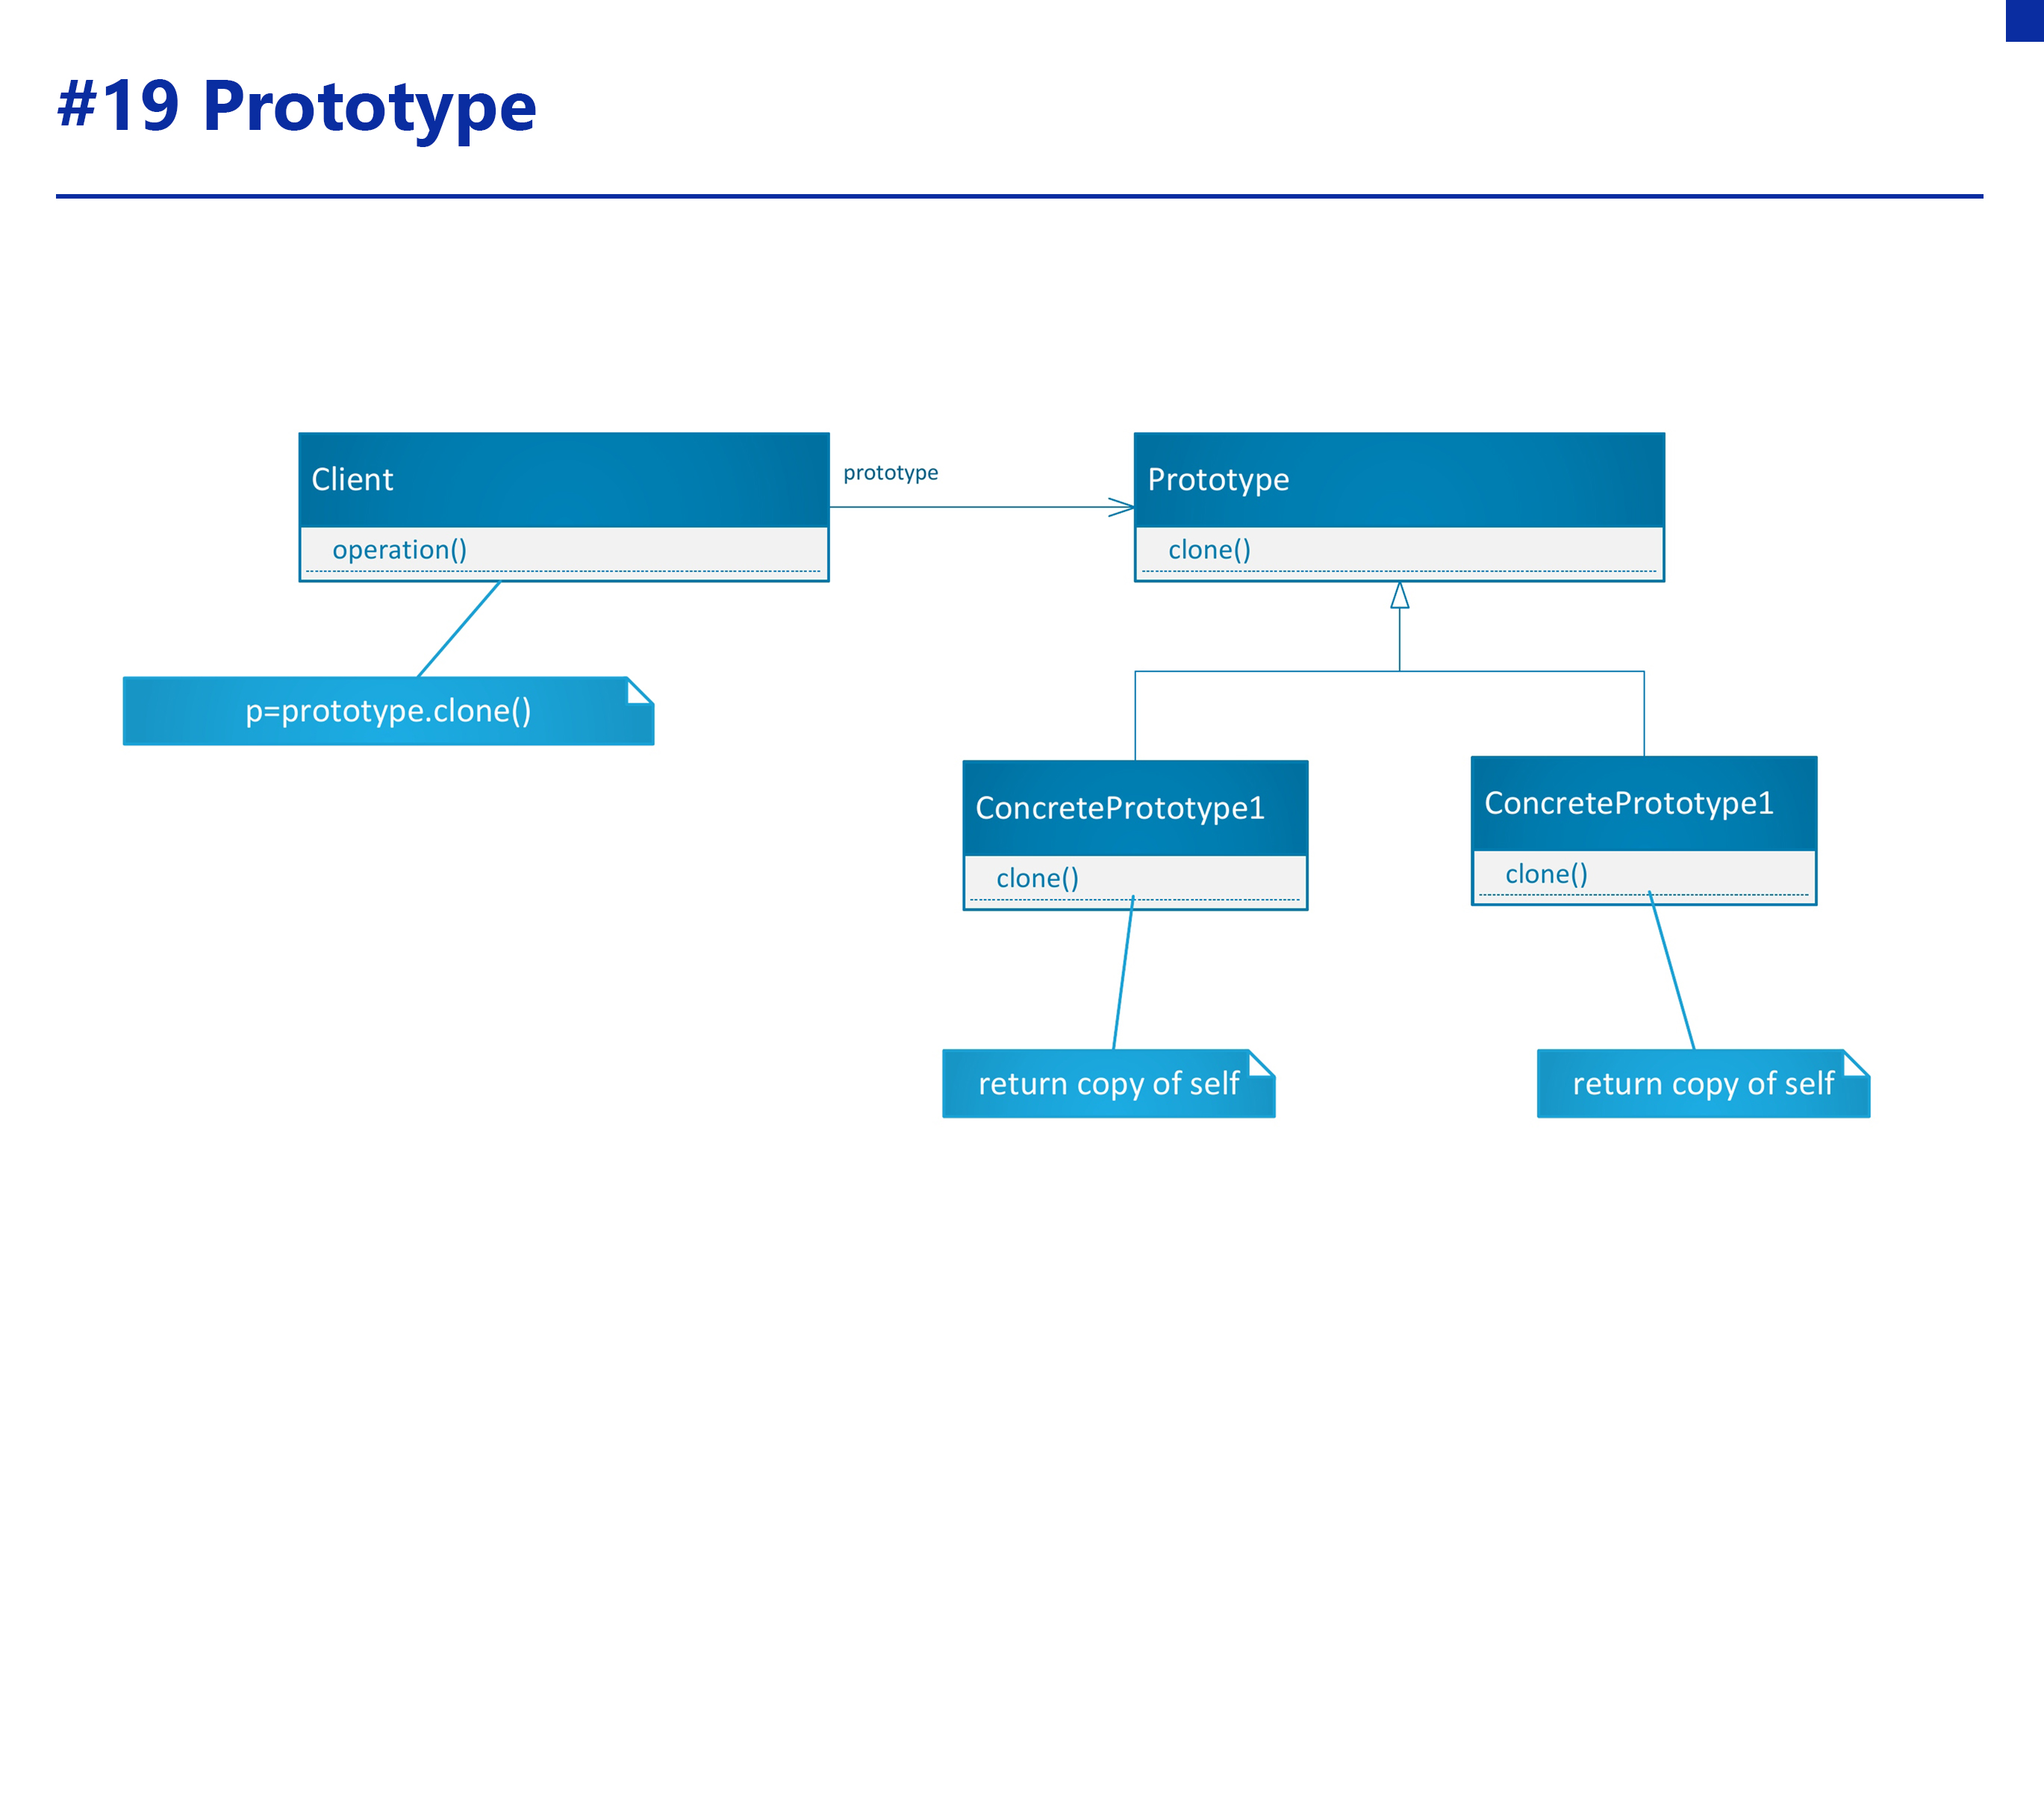 #19 Prototype
Client
prototype
Prototype
operation()
clone()
p=prototype.clone()
ConcretePrototype1
ConcretePrototype1
clone()
clone()
return copy of self
return copy of self